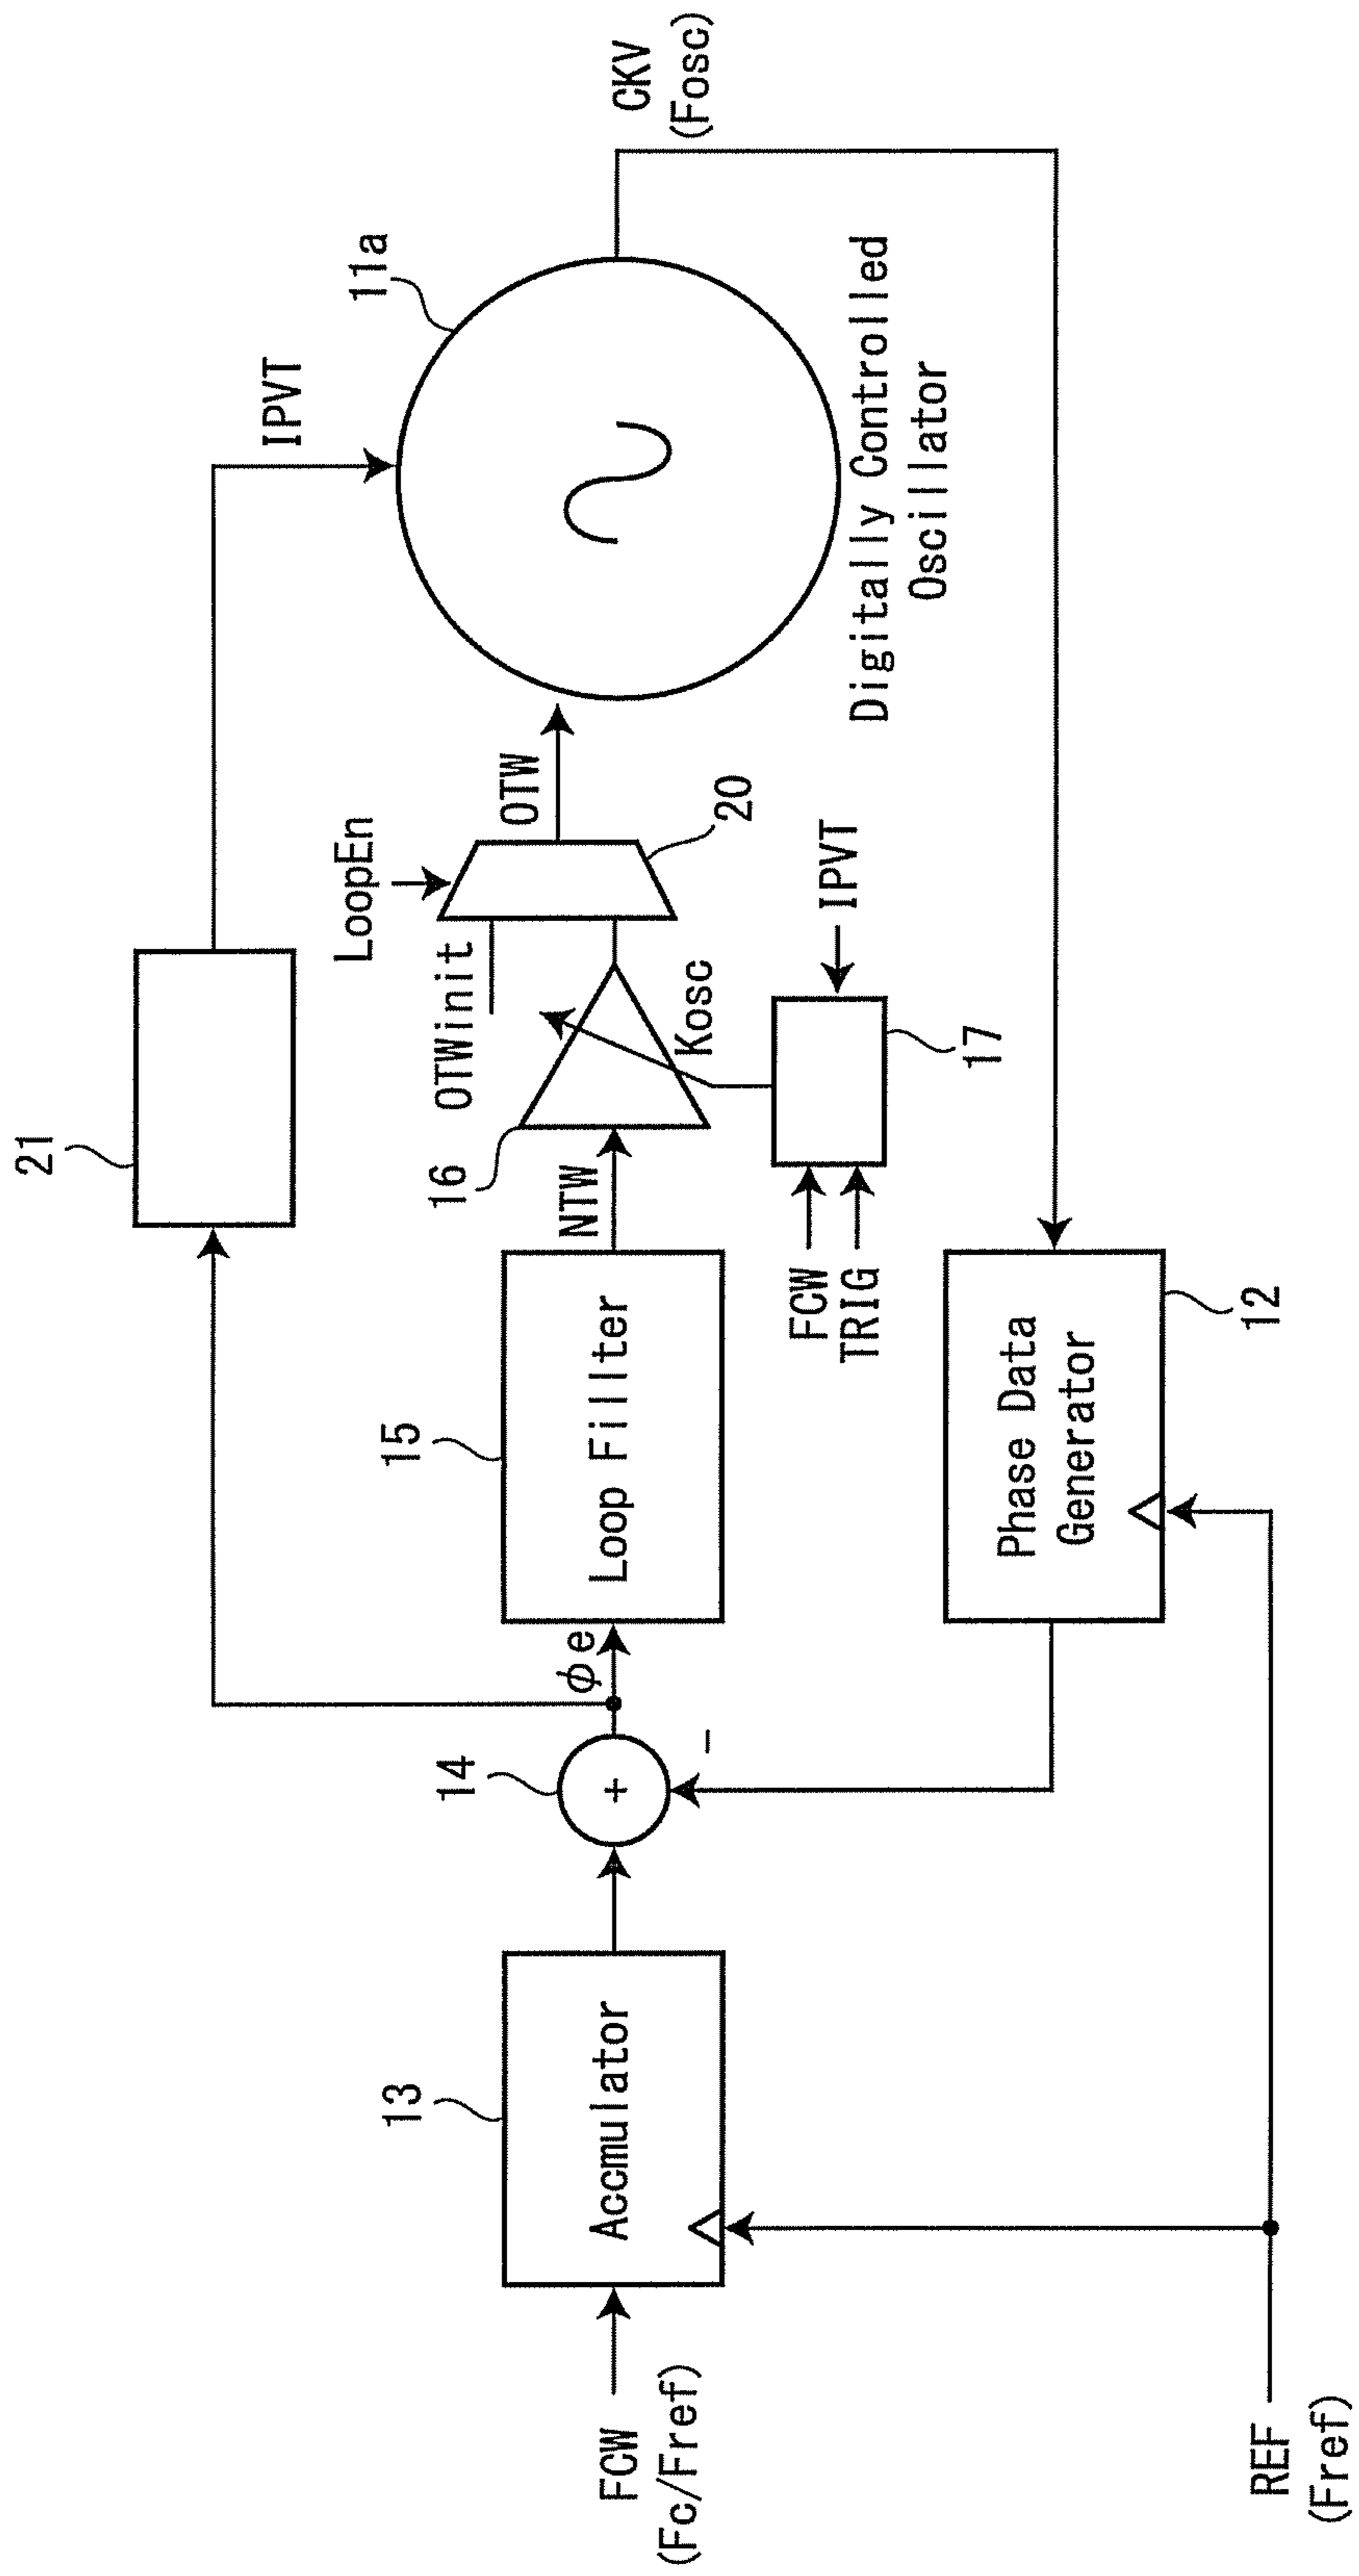 21
IPVT
11a
CKV
(Fosc)
LoopEn
OTWinit
OTW
20
16
NTW
Kosc
15
Loop Fillter
φe
14
+
-
13
Accmulator
FCW
(Fc/Fref)
FCW
TRIG
17
IPVT
Digitally Controlled
Oscillator
Phase Data
Generator
12
REF
(Fref)